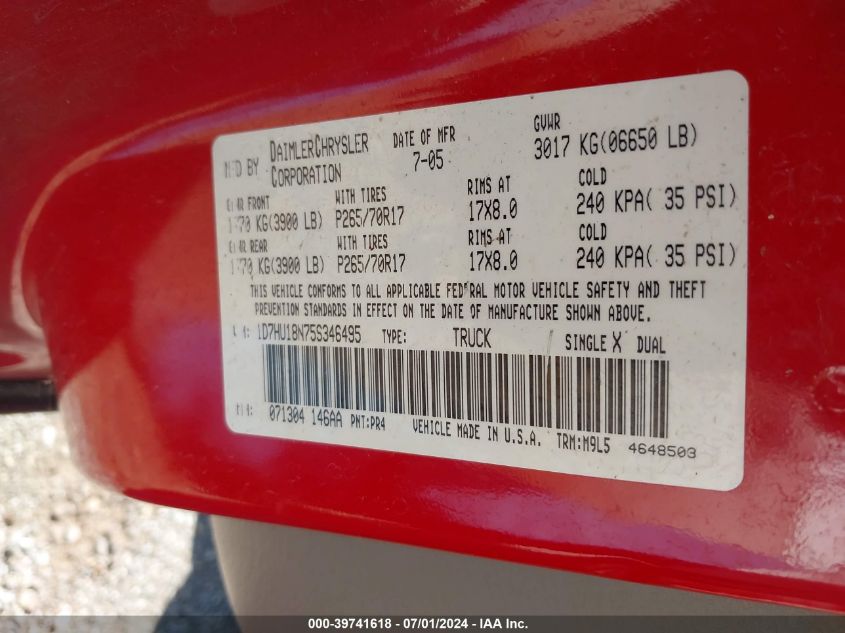 MFD BY DAIMLERCHRYSLER CORPORATION DATE OF MFR 7-05 GVWR 3017 KG(06650 LB)
FRONT WITH TIRES RIMS AT COLD
KG(3900 LB) P265/70R17 17X8.0 240 KPA( 35 PSI)
REAR WITH TIRES RIMS AT COLD
KG(3900 LB) P265/70R17 17X8.0 240 KPA( 35 PSI)
THIS VEHICLE CONFORMS TO ALL APPLICABLE FEDERAL MOTOR VEHICLE SAFETY AND THEFT
PREVENTION STANDARDS IN EFFECT ON THE DATE OF MANUFACTURE SHOWN ABOVE.
1D7HU18N75S346495 TYPE: TRUCK SINGLE X DUAL
071304 146AA PNT:PR4 VEHICLE MADE IN U.S.A. TRM:M9L5 4648503
000-39741618 - 07/01/2024 - IAA Inc.